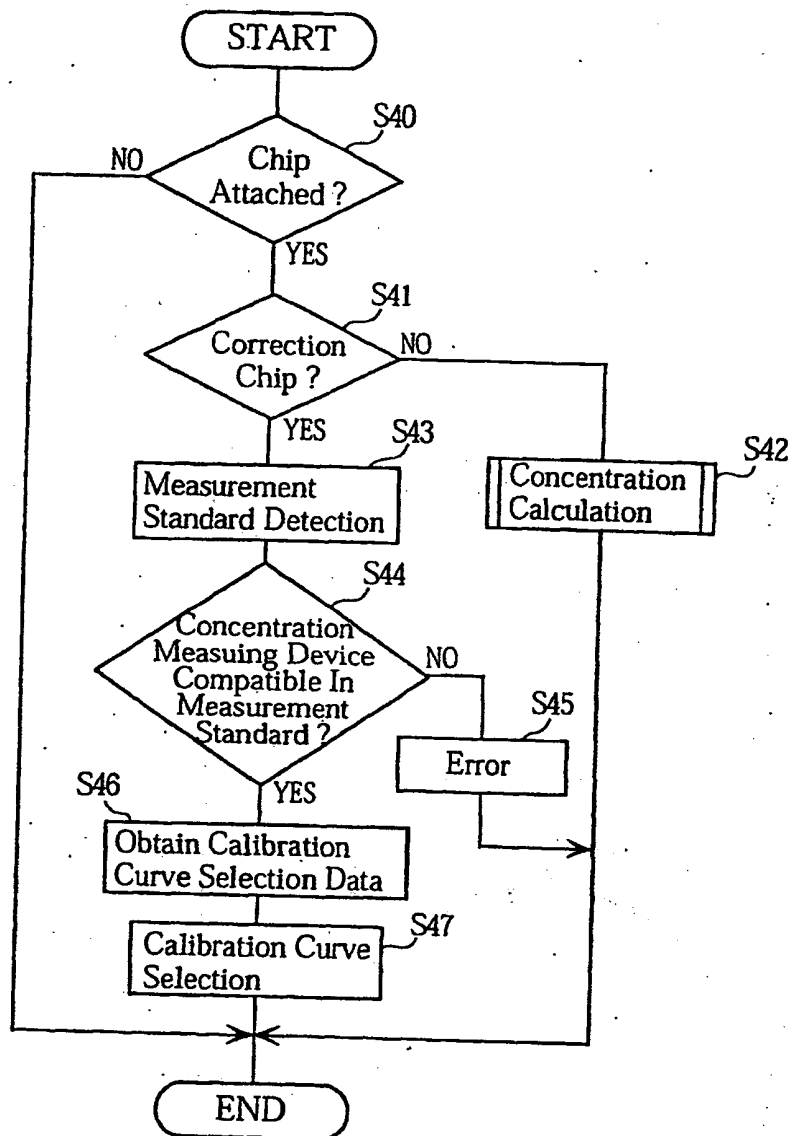 START
S40
NO
Chip
Attached ?
YES
S41
Correction
Chip ?
NO
YES
S43
Measurement
Standard Detection
S42
Concentration
Calculation
S44
Concentration
Measuing Device
Compatible In
Measurement
Standard ?
NO
YES
S45
Error
S46
Obtain Calibration
Curve Selection Data
S47
Calibration Curve
Selection
END